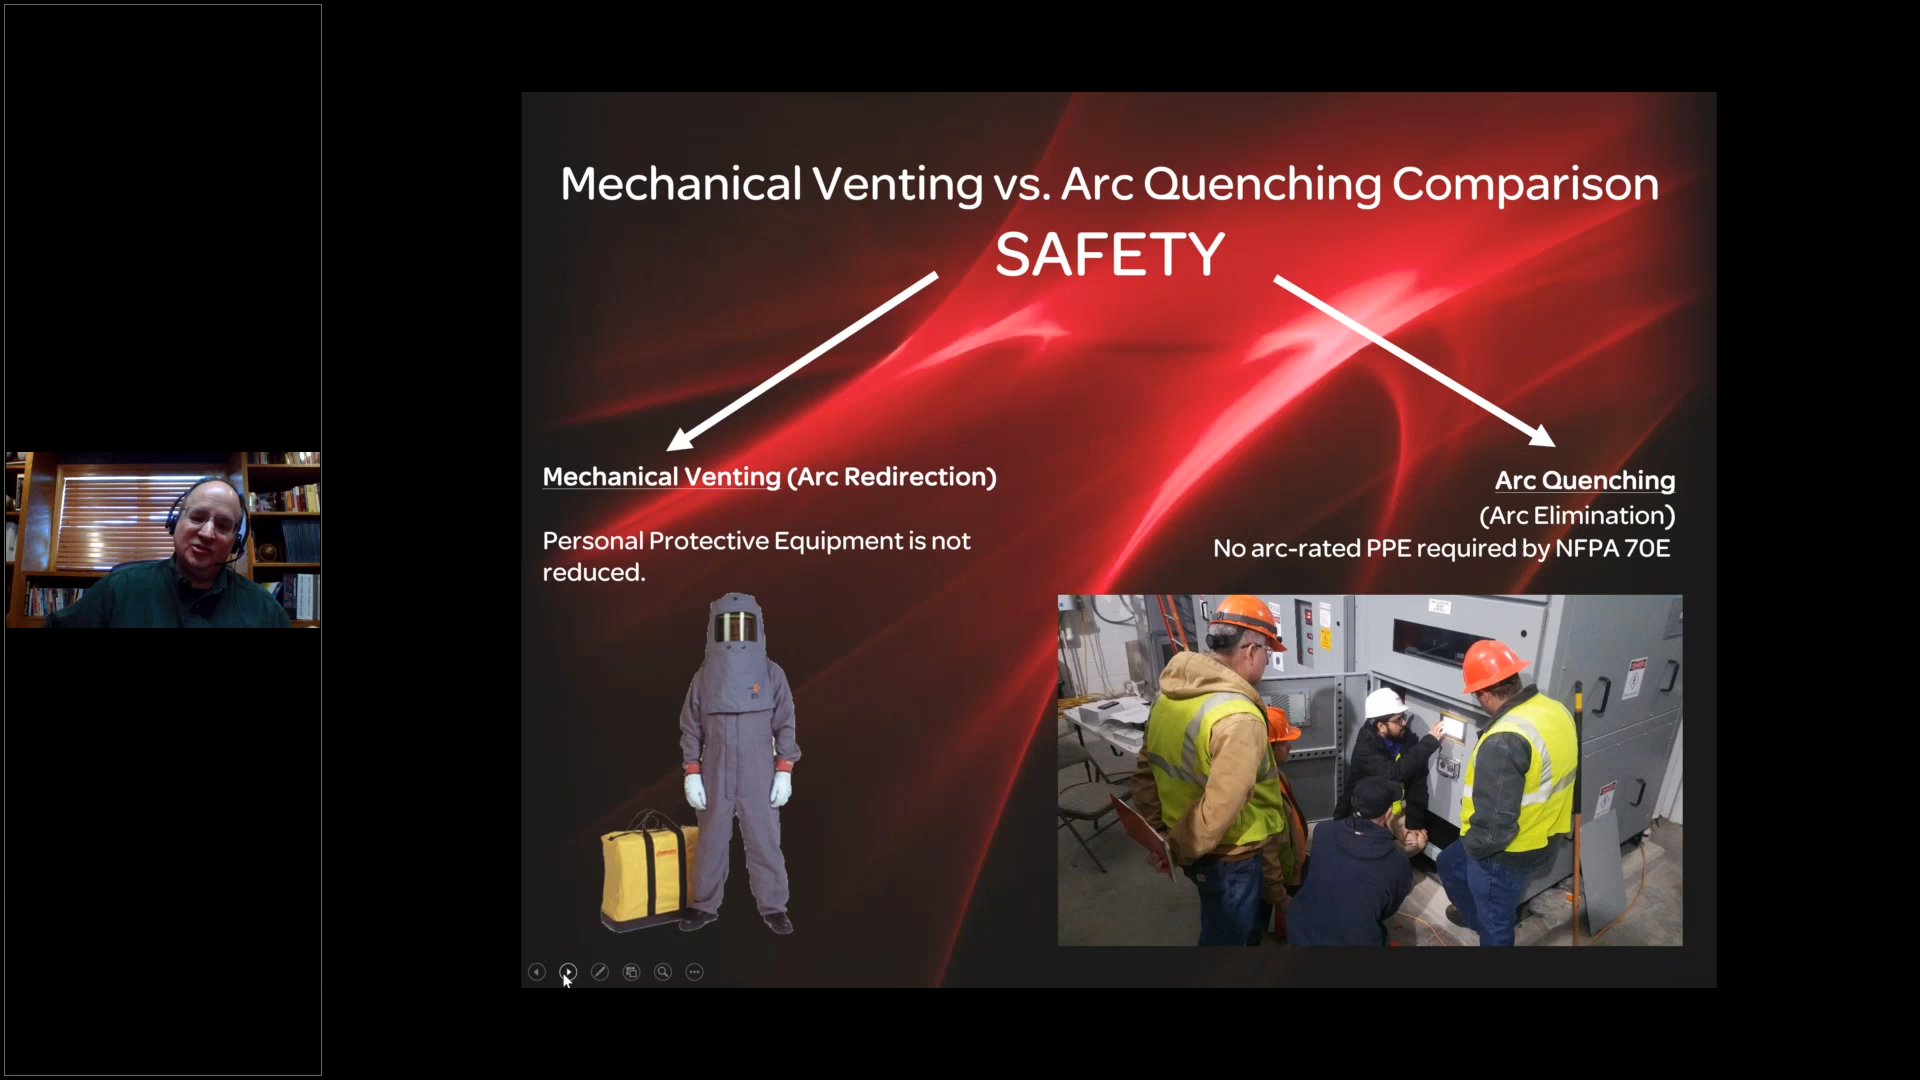 Mechanical Venting vs. Arc Quenching Comparison
SAFETY
Mechanical Venting (Arc Redirection)
Personal Protective Equipment is not
reduced.
Arc Quenching
(Arc Elimination)
No arc-rated PPE required by NFPA 70E